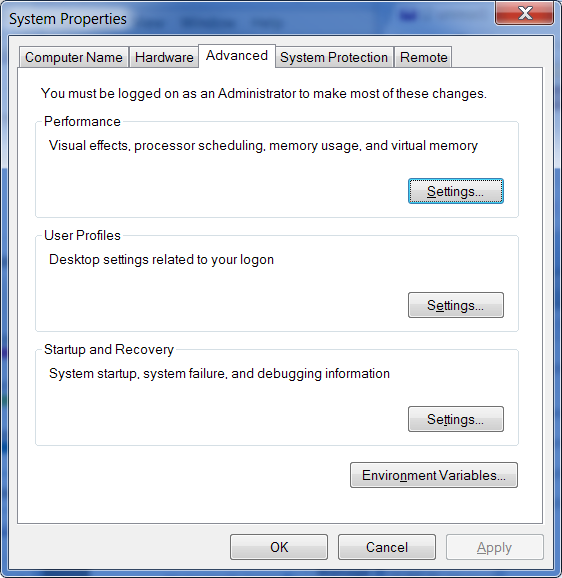 System Properties
Computer Name Hardware Advanced System Protection Remote
You must be logged on as an Administrator to make most of these changes.
Performance
Visual effects, processor scheduling, memory usage, and virtual memory
Settings...
User Profiles
Desktop settings related to your logon
Settings...
Startup and Recovery
System startup, system failure, and debugging information
Settings...
Environment Variables...
OK Cancel Apply